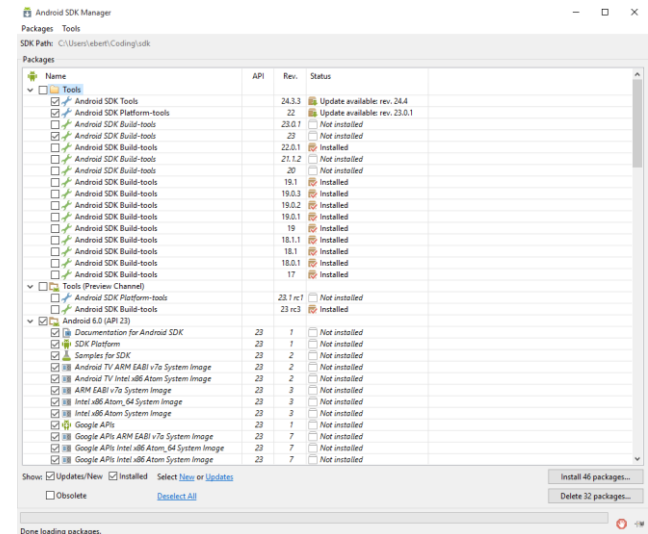 Android SDK Manager
Packages Tools
SDK Path: C:\Users\ebert\Coding\sdk
Packages
Name API Rev. Status
Tools
Android SDK Tools 24.3.3 Update available: rev. 24.4
Android SDK Platform-tools 22 Update available: rev. 23.0.1
Android SDK Build-tools 23.0.1 Not installed
Android SDK Build-tools 23 Not installed
Android SDK Build-tools 22.0.1 Installed
Android SDK Build-tools 21.1.2 Not installed
Android SDK Build-tools 20 Not installed
Android SDK Build-tools 19.1 Installed
Android SDK Build-tools 19.0.3 Installed
Android SDK Build-tools 19.0.2 Installed
Android SDK Build-tools 19.0.1 Installed
Android SDK Build-tools 19 Installed
Android SDK Build-tools 18.1.1 Installed
Android SDK Build-tools 18.1 Installed
Android SDK Build-tools 18.0.1 Installed
Android SDK Build-tools 17 Installed
Tools (Preview Channel)
Android SDK Platform-tools 23.1 rc1 Not installed
Android SDK Build-tools 23 rc3 Installed
Android 6.0 (API 23)
Documentation for Android SDK 23 1 Not installed
SDK Platform 23 1 Not installed
Samples for SDK 23 2 Not installed
Android TV ARM EABI v7a System Image 23 2 Not installed
Android TV Intel x86 Atom System Image 23 2 Not installed
ARM EABI v7a System Image 23 3 Not installed
Intel x86 Atom_64 System Image 23 3 Not installed
Intel x86 Atom System Image 23 3 Not installed
Google APIs 23 1 Not installed
Google APIs ARM EABI v7a System Image 23 7 Not installed
Google APIs Intel x86 Atom_64 System Image 23 7 Not installed
Google APIs Intel x86 Atom System Image 23 7 Not installed
Show: Updates/New Installed Select New or Updates Install 46 packages...
Obsolete Deselect All Delete 32 packages...
Done loading packages.